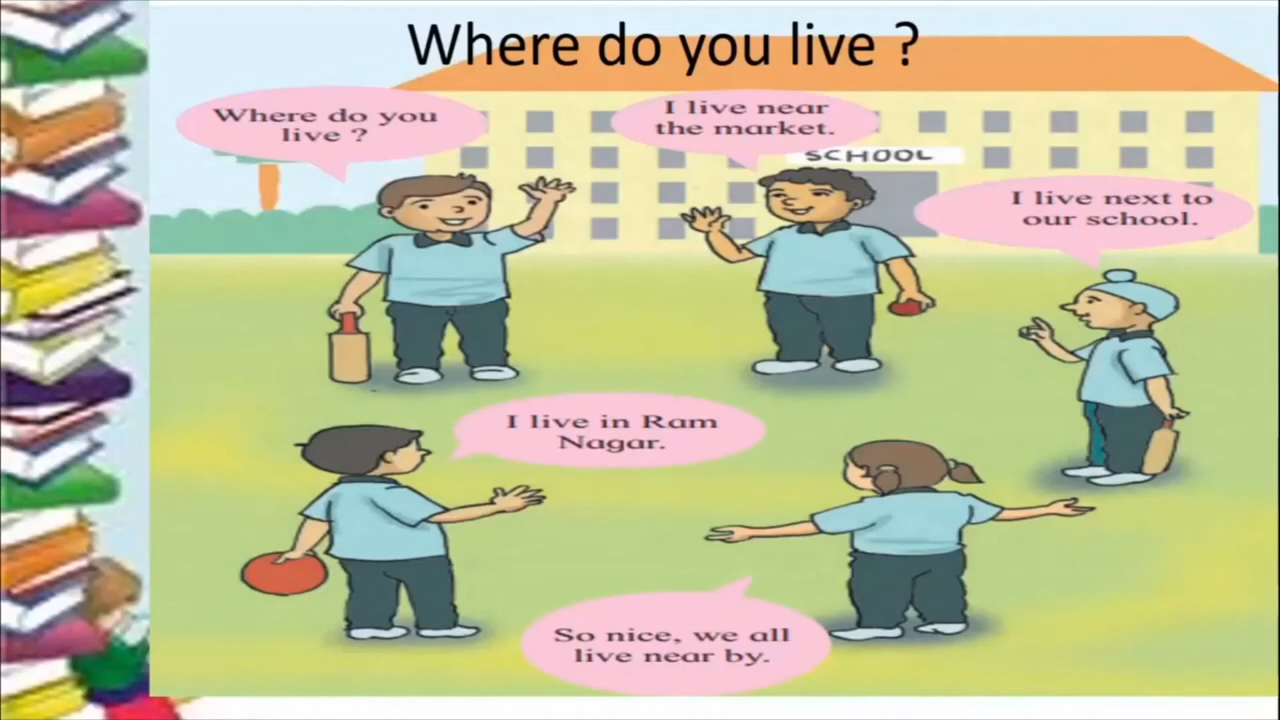 Where do you live ?
Where do you
live ?
I live near
the market.
SCHOOL
I live next to
our school.
I live in Ram
Nagar.
So nice, we all
live near by.